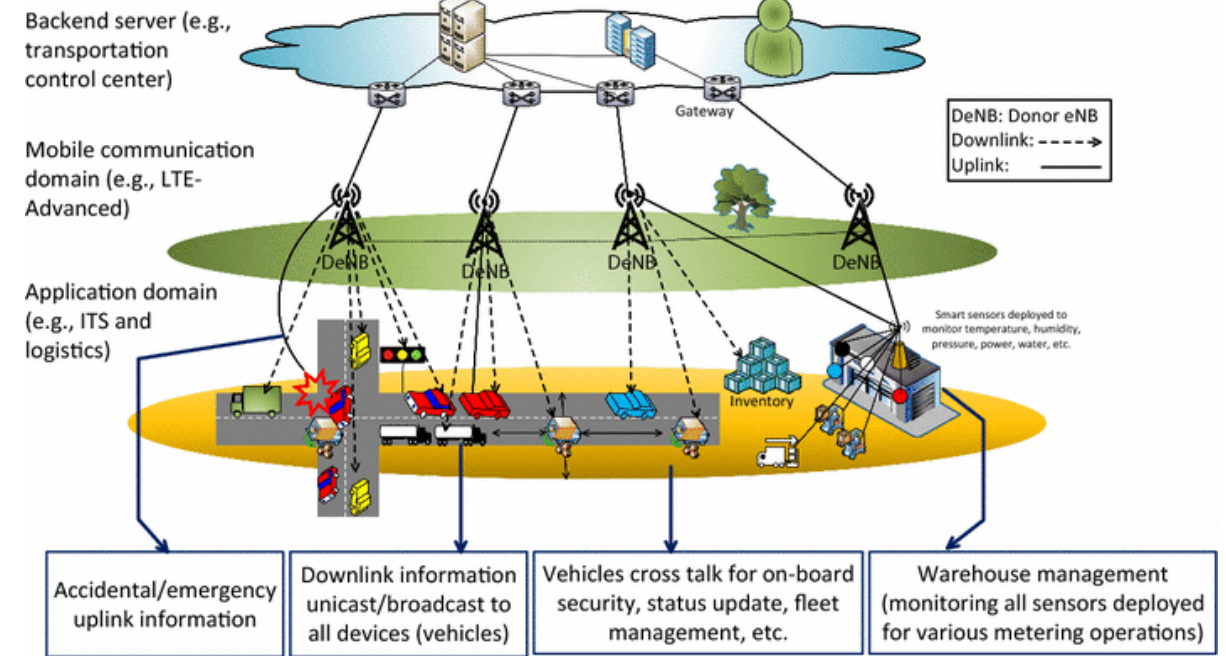 Backend server (e.g.,
transportation
control center)
Gateway
DeNB: Donor eNB
Downlink:
Uplink:
Mobile communication
domain (e.g., LTE-
Advanced)
DeNB
DeNB
DeNB
DeNB
Application domain
(e.g., ITS and
logistics)
Smart sensors deployed to
monitor temperature, humidity,
pressure, power, water, etc.
Inventory
Accidental/emergency
uplink information
Downlink information
unicast/broadcast to
all devices (vehicles)
Vehicles cross talk for on-board
security, status update, fleet
management, etc.
Warehouse management
(monitoring all sensors deployed
for various metering operations)